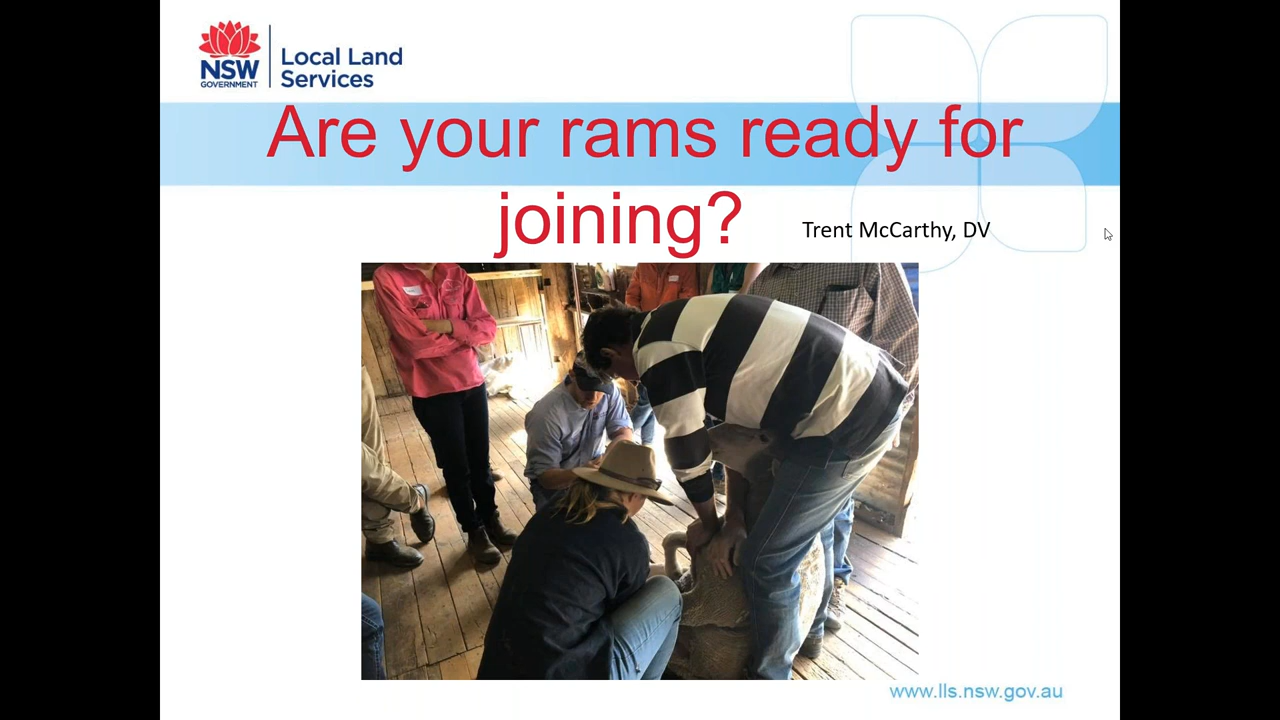 NSW
GOVERNMENT
Local Land
Services
Are your rams ready for
joining?
Trent McCarthy, DV
www.lls.nsw.gov.au